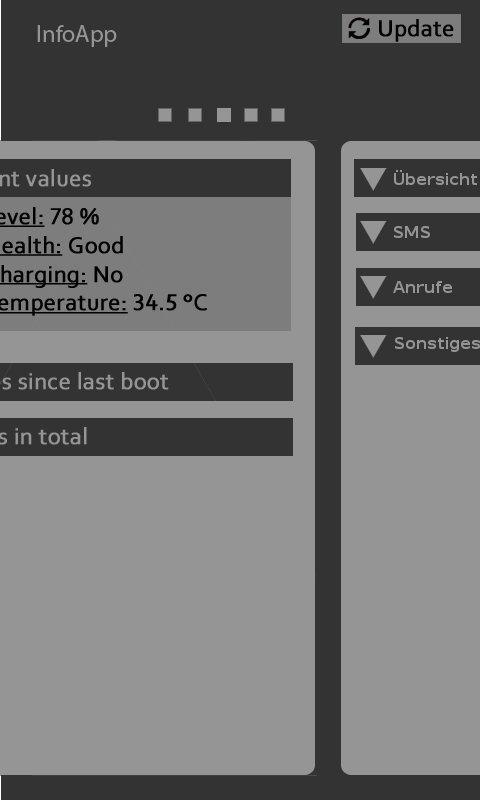 InfoApp
Update
nt values
evel: 78 %
ealth: Good
harging: No
emperature: 34.5 ºC
s since last boot
s in total
Übersicht
SMS
Anrufe
Sonstiges